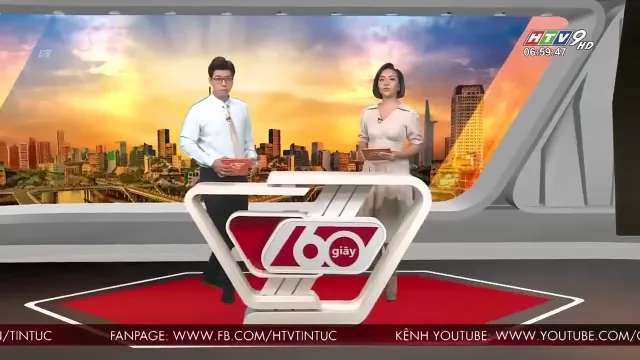 HTV9 HD
06:59:47
60
giây
N/TINTUC FANPAGE: WWW.FB.COM/HTVTINTUC KÊNH YOUTUBE: WWW.YOUTUBE.COM/C